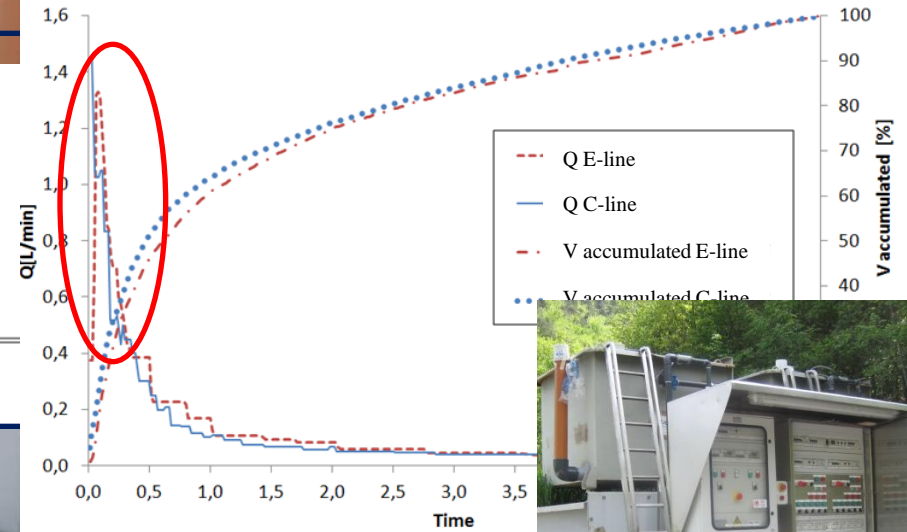 1,6
1,4
1,2
1,0
0,8
0,6
0,4
0,2
0,0
Q[L/min]
100
90
80
70
60
50
40
V accumulated [%]
Q E-line
Q C-line
V accumulated E-line
V accumulated C-line
0,0 0,5 1,0 1,5 2,0 2,5 3,0 3,5
Time